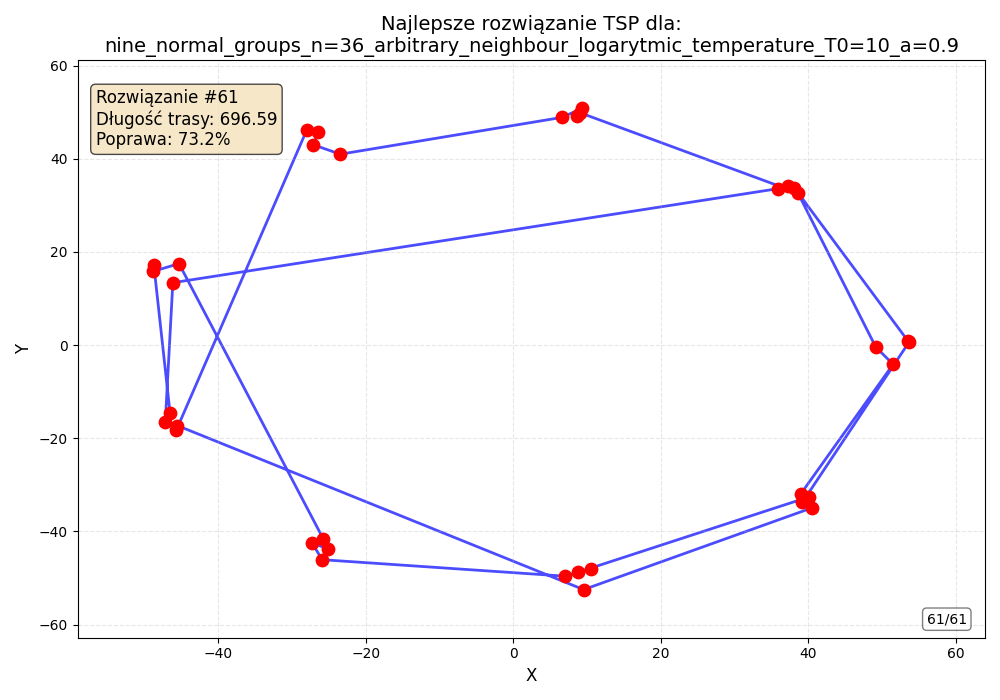 Najlepsze rozwiązanie TSP dla:
nine_normal_groups_n=36_arbitrary_neighbour_logarytmic_temperature_T0=10_a=0.9
Rozwiązanie #61
Długość trasy: 696.59
Poprawa: 73.2%
60
40
20
0
−20
−40
−60
Y
61/61
−40
−20
0
20
40
60
X